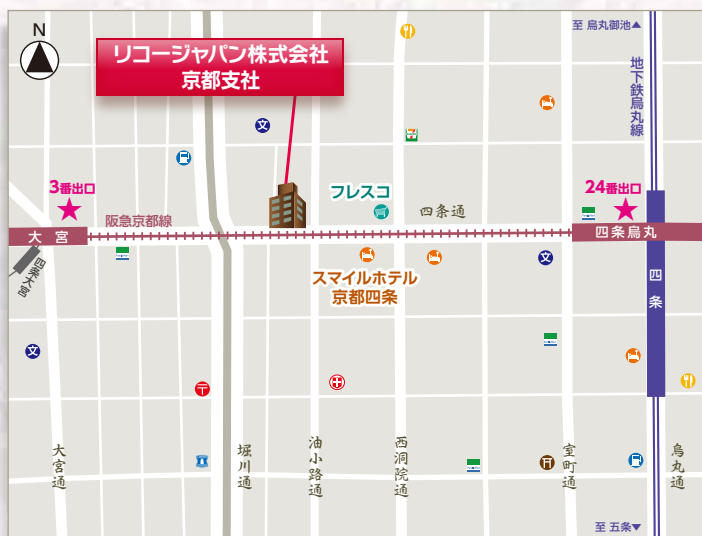 N
リコージャパン株式会社
京都支社
至 烏丸御池▲
地下鉄烏丸線
文
7
3番出口
阪急京都線
フレスコ
四条通
24番出口
大宮
四条烏丸
四条大宮
スマイルホテル
京都四条
文
四条
文
〒
大宮通
堀川通
油小路通
西洞院通
室町通
烏丸通
至 五条▼